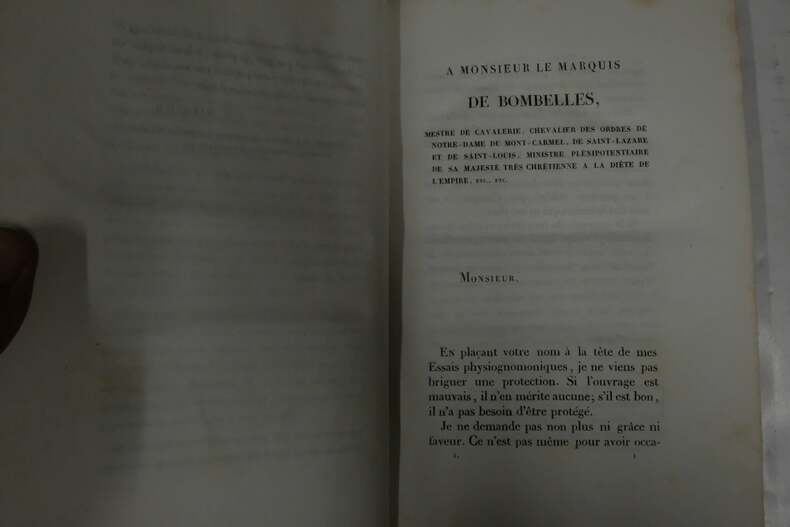 A MONSIEUR LE MARQUIS
DE BOMBELLES,
MESTRE DE CAVALERIE, CHEVALIER DES ORDRES DE
NOTRE-DAME DU MONT-CARMEL, DE SAINT-LAZARE
ET DE SAINT-LOUIS, MINISTRE PLÉNIPOTENTIAIRE
DE SA MAJESTÉ TRÈS CHRÉTIENNE A LA DIÈTE DE
L'EMPIRE, ETC., ETC.
MONSIEUR,
EN plaçant votre nom à la tête de mes
Essais physiognomoniques, je ne viens pas
briguer une protection. Si l'ouvrage est
mauvais, il n'en mérite aucune; s'il est bon,
il n'a pas besoin d'être protégé.
Je ne demande pas non plus ni grâce ni
faveur. Ce n'est pas même pour avoir occa-
1. 1